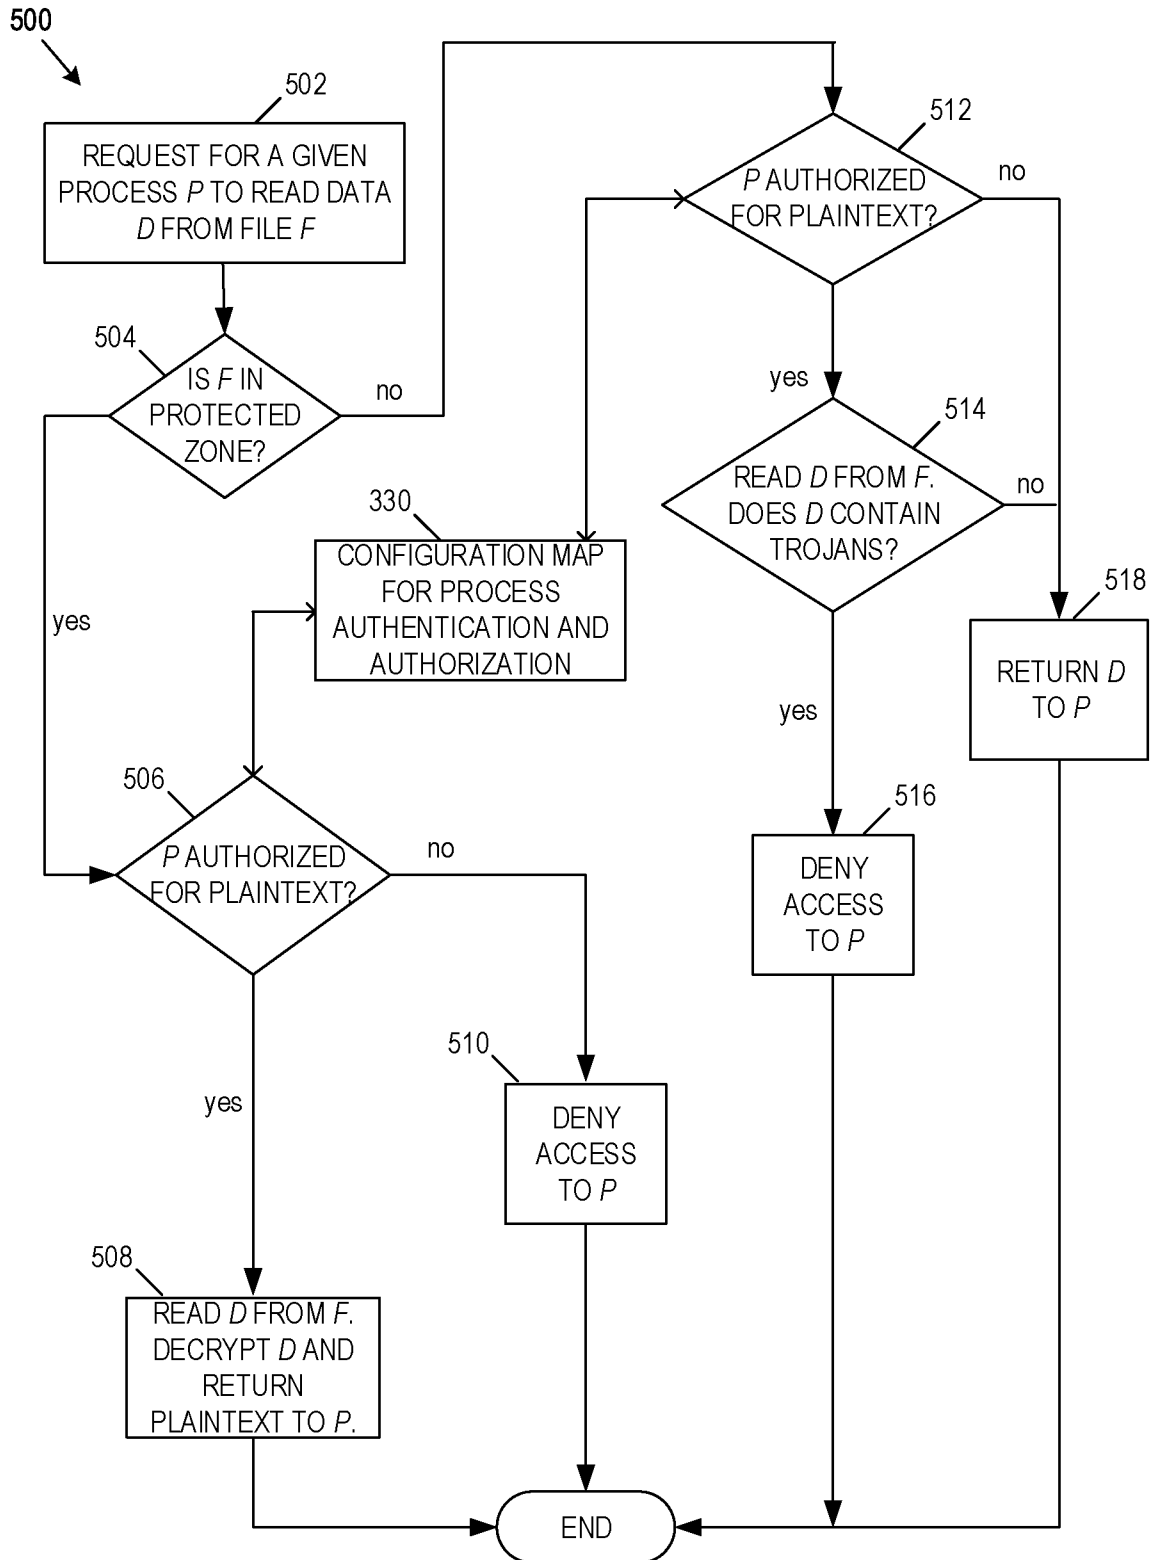 500
502
REQUEST FOR A GIVEN
PROCESS P TO READ DATA
D FROM FILE F
504
IS F IN
PROTECTED
ZONE?
no
yes
512
P AUTHORIZED
FOR PLAINTEXT?
no
yes
514
READ D FROM F.
DOES D CONTAIN
TROJANS?
no
yes
330
CONFIGURATION MAP
FOR PROCESS
AUTHENTICATION AND
AUTHORIZATION
518
RETURN D
TO P
506
P AUTHORIZED
FOR PLAINTEXT?
no
yes
516
DENY
ACCESS
TO P
510
DENY
ACCESS
TO P
508
READ D FROM F.
DECRYPT D AND
RETURN
PLAINTEXT TO P.
END